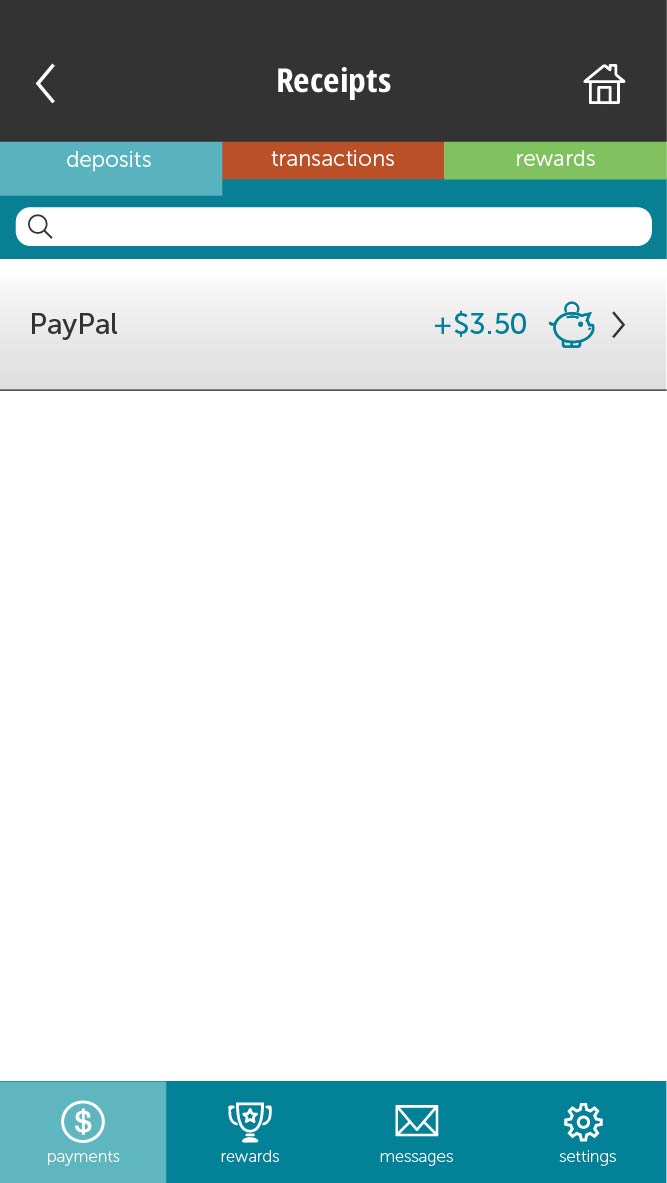 Receipts
deposits
transactions
rewards
PayPal
+$3.50
$
payments
rewards
messages
settings